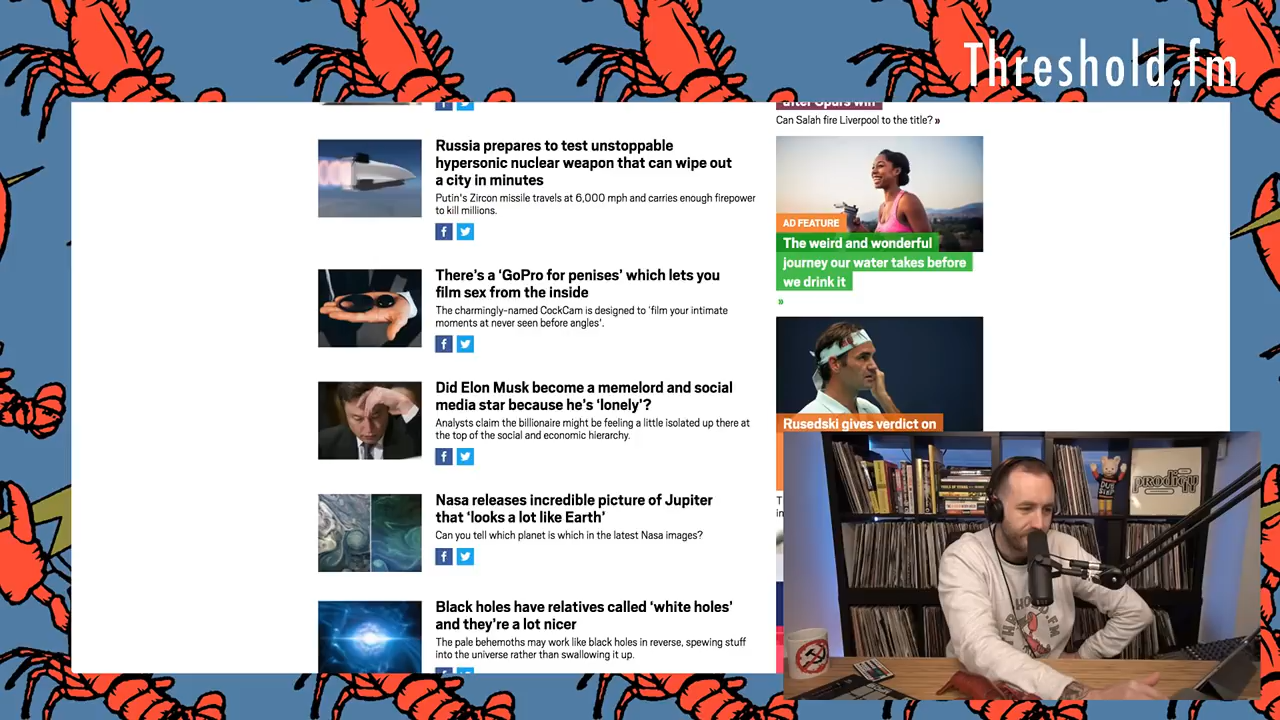 Threshold.fm
after Spurs win
Can Salah fire Liverpool to the title? »
Russia prepares to test unstoppable
hypersonic nuclear weapon that can wipe out
a city in minutes
Putin's Zircon missile travels at 6,000 mph and carries enough firepower
to kill millions.
There's a 'GoPro for penises' which lets you
film sex from the inside
The charmingly-named CockCam is designed to 'film your intimate
moments at never seen before angles'.
Did Elon Musk become a memelord and social
media star because he's 'lonely'?
Analysts claim the billionaire might be feeling a little isolated up there at
the top of the social and economic hierarchy.
Nasa releases incredible picture of Jupiter
that 'looks a lot like Earth'
Can you tell which planet is which in the latest Nasa images?
Black holes have relatives called 'white holes'
and they're a lot nicer
The pale behemoths may work like black holes in reverse, spewing stuff
into the universe rather than swallowing it up.
AD FEATURE
The weird and wonderful
journey our water takes before
we drink it
»
Rusedski gives verdict on
prodigy